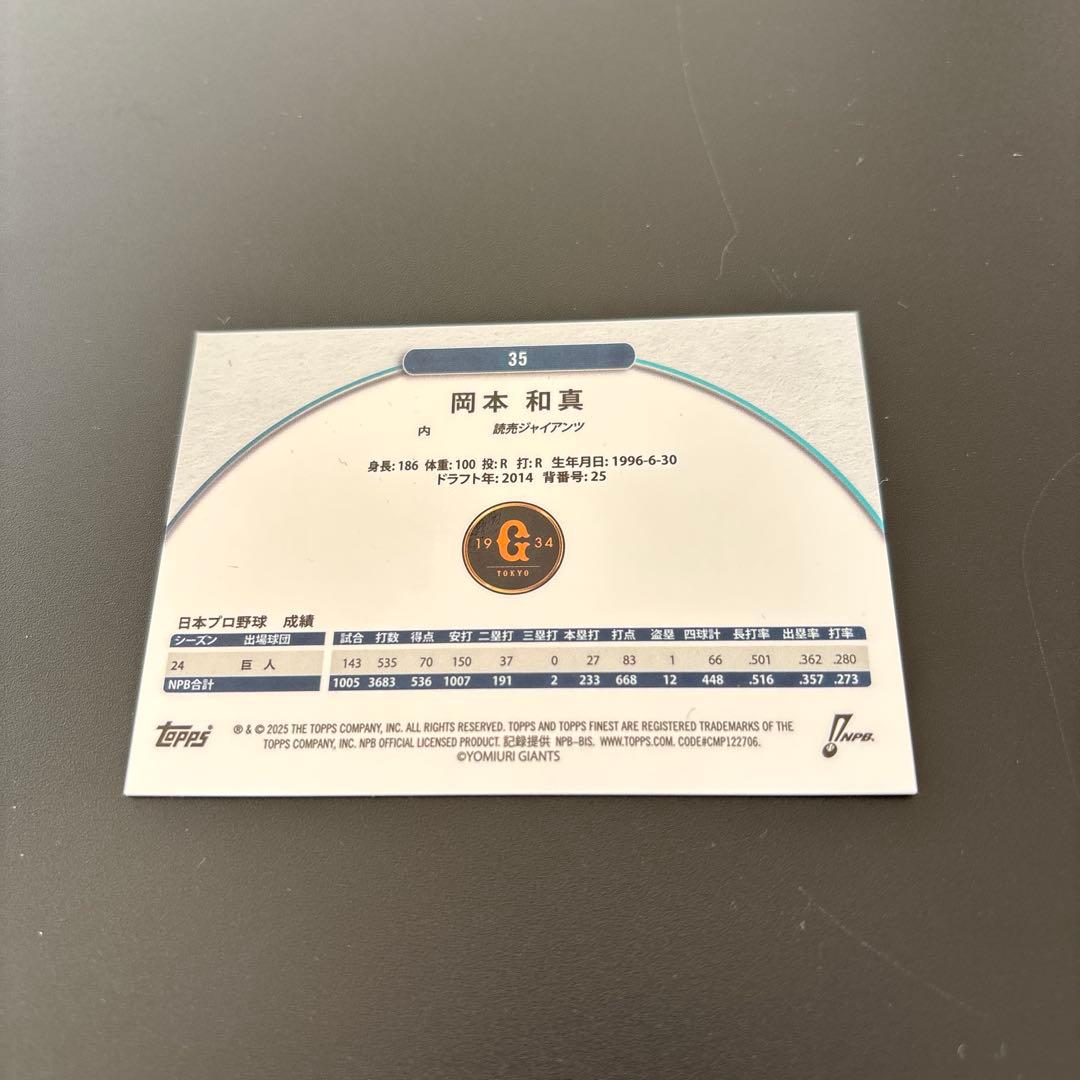 35
岡本 和真
内 読売ジャイアンツ
身長: 186 体重: 100 投: R 打: R 生年月日: 1996-6-30
ドラフト年: 2014 背番号: 25
19 G 34
TOKYO
日本プロ野球 成績
シーズン 出場球団 試合 打数 得点 安打 二塁打 三塁打 本塁打 打点 盗塁 四球計 長打率 出塁率 打率
24 巨人 143 535 70 150 37 0 27 83 1 66 .501 .362 .280
NPB合計 1005 3683 536 1007 191 2 233 668 12 448 .516 .357 .273
topps® ® & © 2025 THE TOPPS COMPANY, INC. ALL RIGHTS RESERVED. TOPPS AND TOPPS FINEST ARE REGISTERED TRADEMARKS OF THE
TOPPS COMPANY, INC. NPB OFFICIAL LICENSED PRODUCT. 記録提供 NPB-BIS. WWW.TOPPS.COM. CODE#CMP122706.
©YOMIURI GIANTS
NPB.